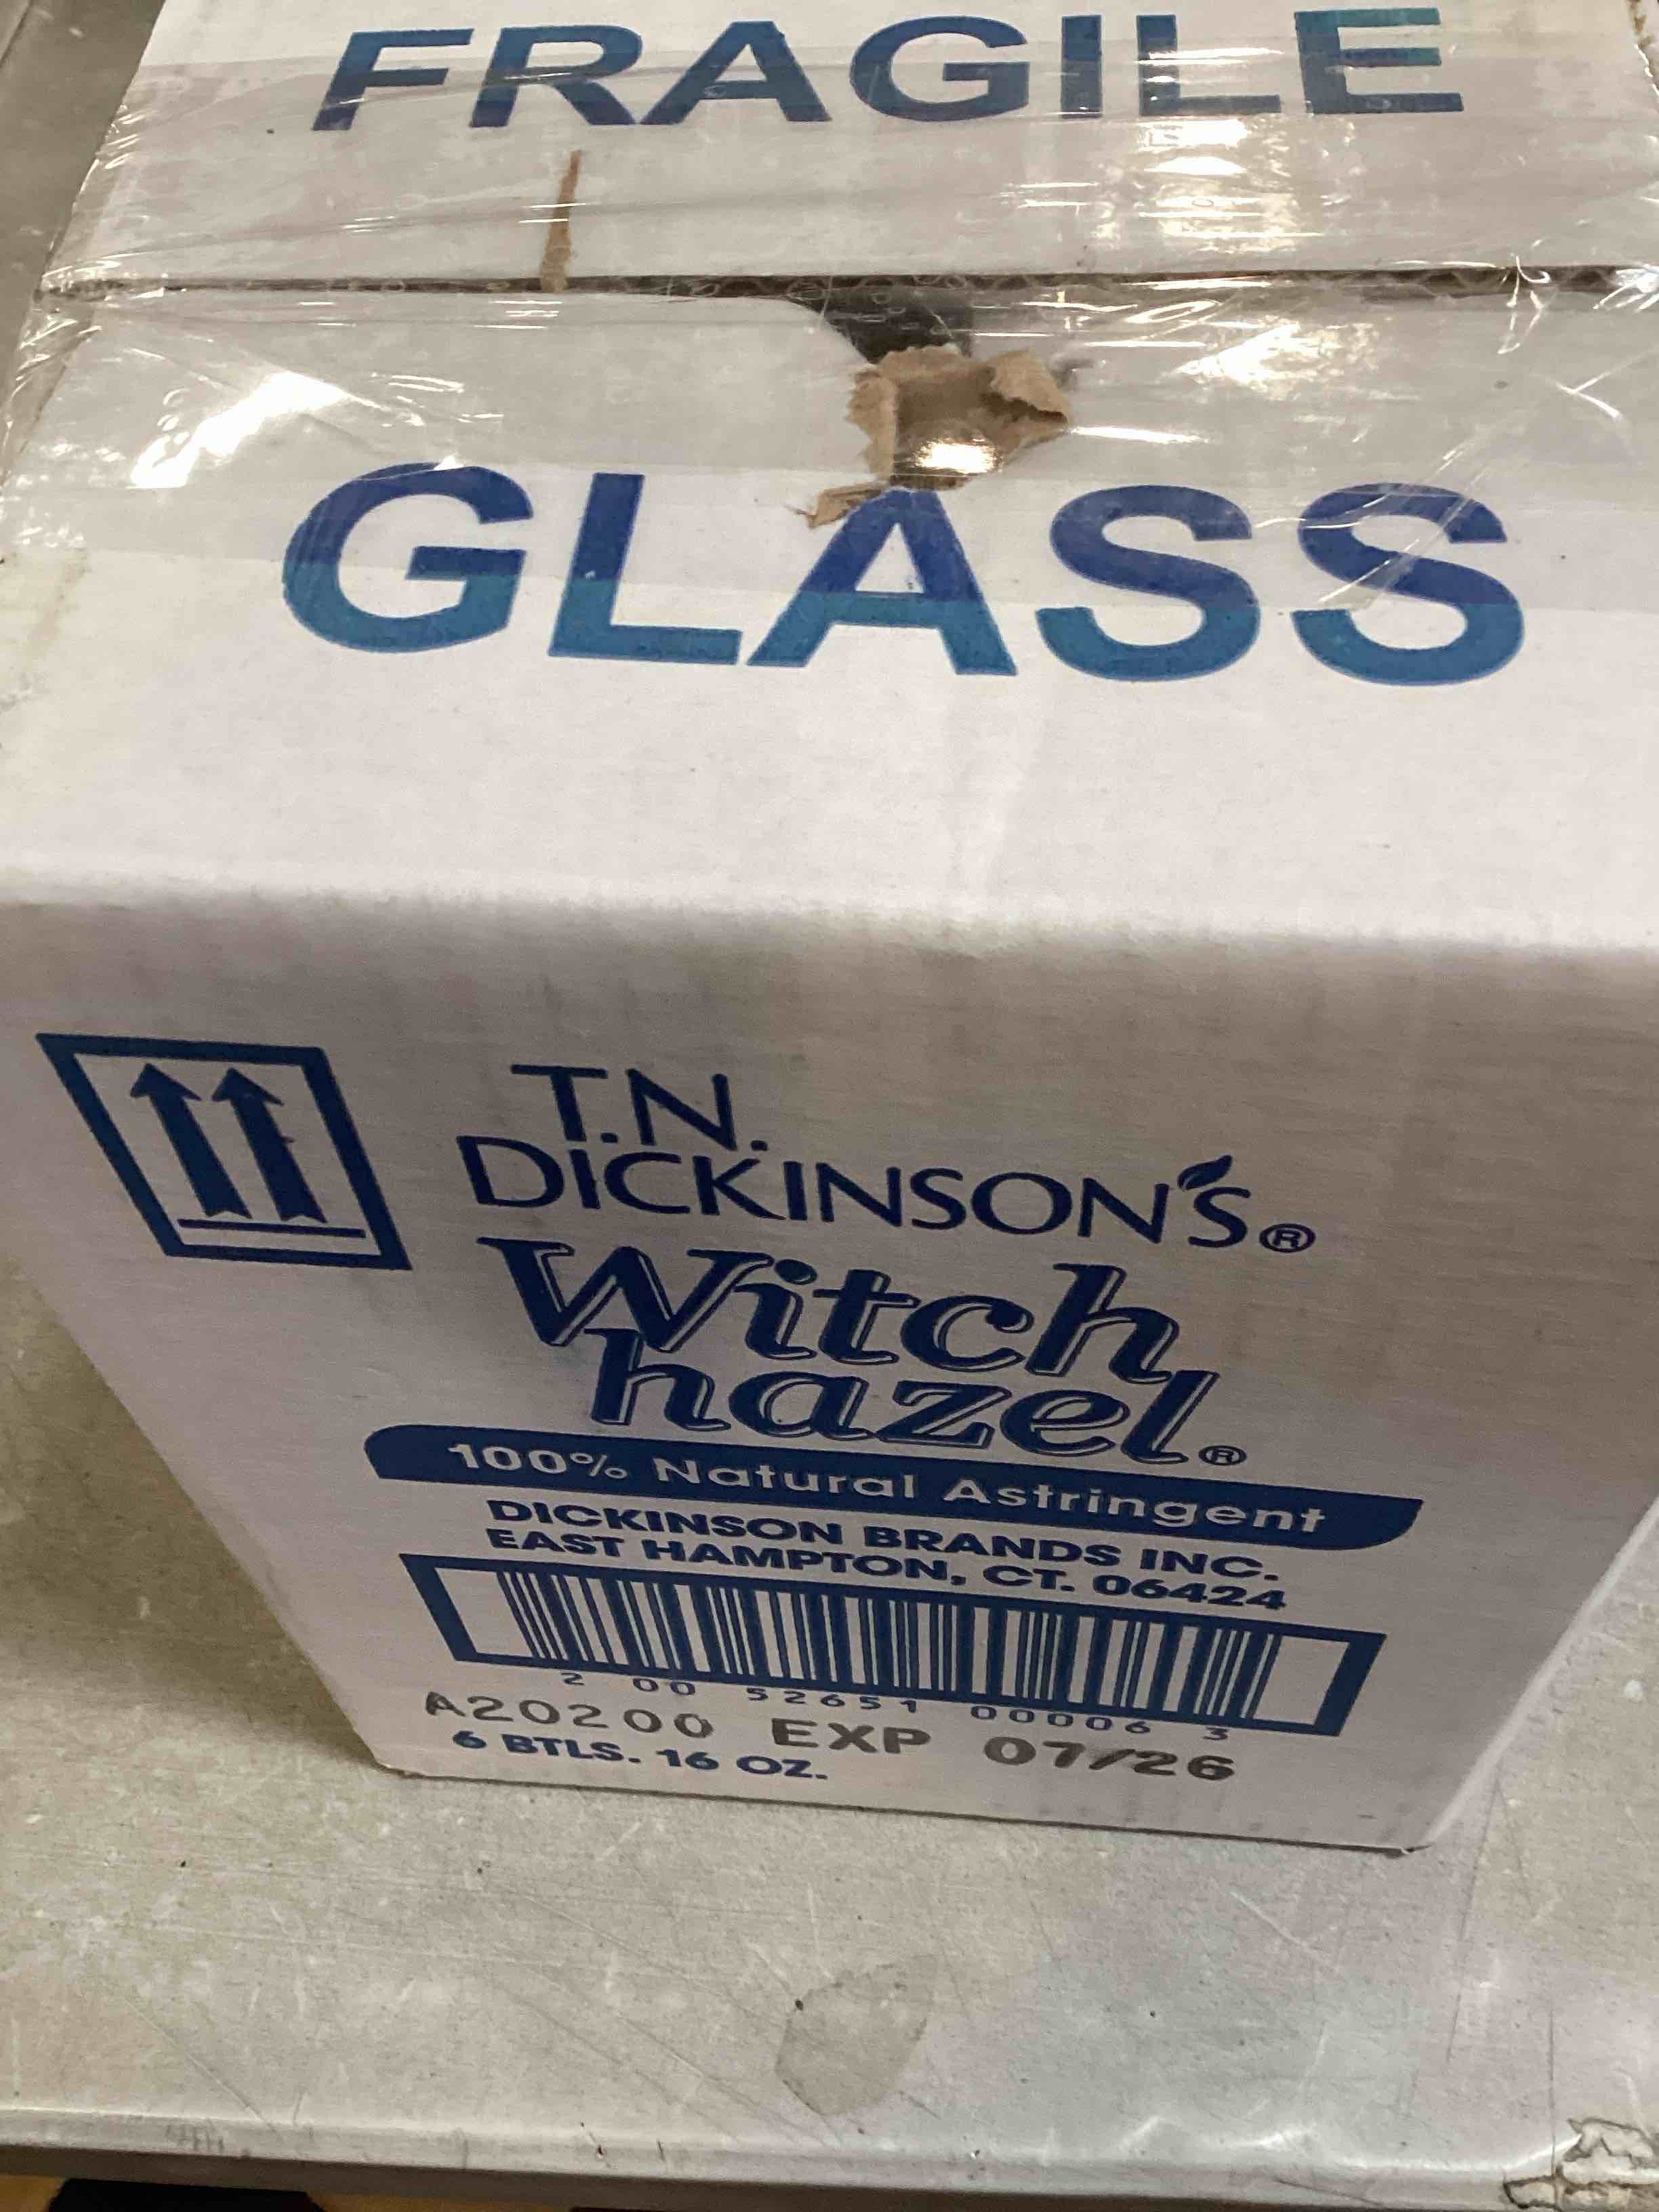 FRAGILE
GLASS
T.N.
DICKINSON'S®
Witch
hazel®
100% Natural Astringent
DICKINSON BRANDS INC.
EAST HAMPTON, CT. 06424
2 00 52651 00006 3
A20200 EXP 07/26
6 BTLS. 16 OZ.